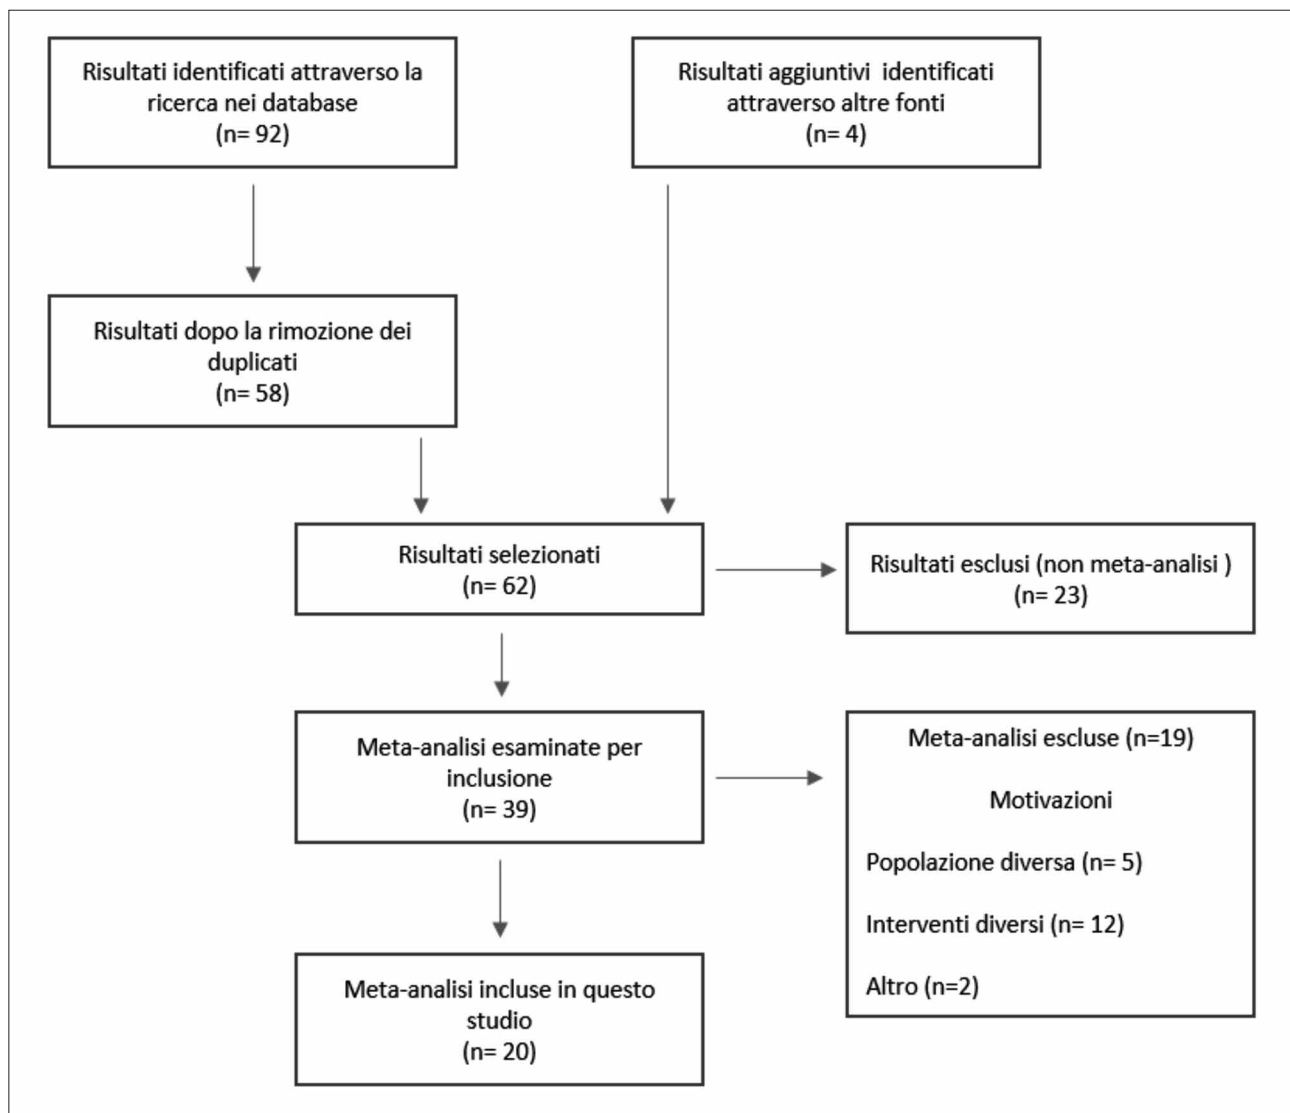 Risultati identificati attraverso la
ricerca nei database
(n= 92)
Risultati aggiuntivi identificati
attraverso altre fonti
(n= 4)
Risultati dopo la rimozione dei
duplicati
(n= 58)
Risultati selezionati
(n= 62)
Risultati esclusi (non meta-analisi )
(n= 23)
Meta-analisi esaminate per
inclusione
(n= 39)
Meta-analisi escluse (n=19)
Motivazioni
Popolazione diversa (n= 5)
Interventi diversi (n= 12)
Altro (n=2)
Meta-analisi incluse in questo
studio
(n= 20)